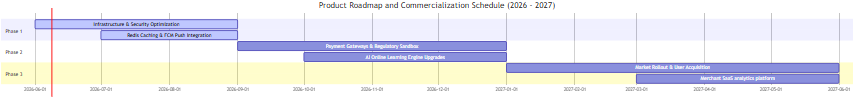 Product Roadmap and Commercialization Schedule (2026 - 2027)
Infrastructure & Security Optimization
Phase 1
Redis Caching & FCM Push Integration
Payment Gateways & Regulatory Sandbox
Phase 2
AI Online Learning Engine Upgrades
Market Rollout & User Acquisition
Phase 3
Merchant SaaS analytics platform
2026-06-01 2026-07-01 2026-08-01 2026-09-01 2026-10-01 2026-11-01 2026-12-01 2027-01-01 2027-02-01 2027-03-01 2027-04-01 2027-05-01 2027-06-01